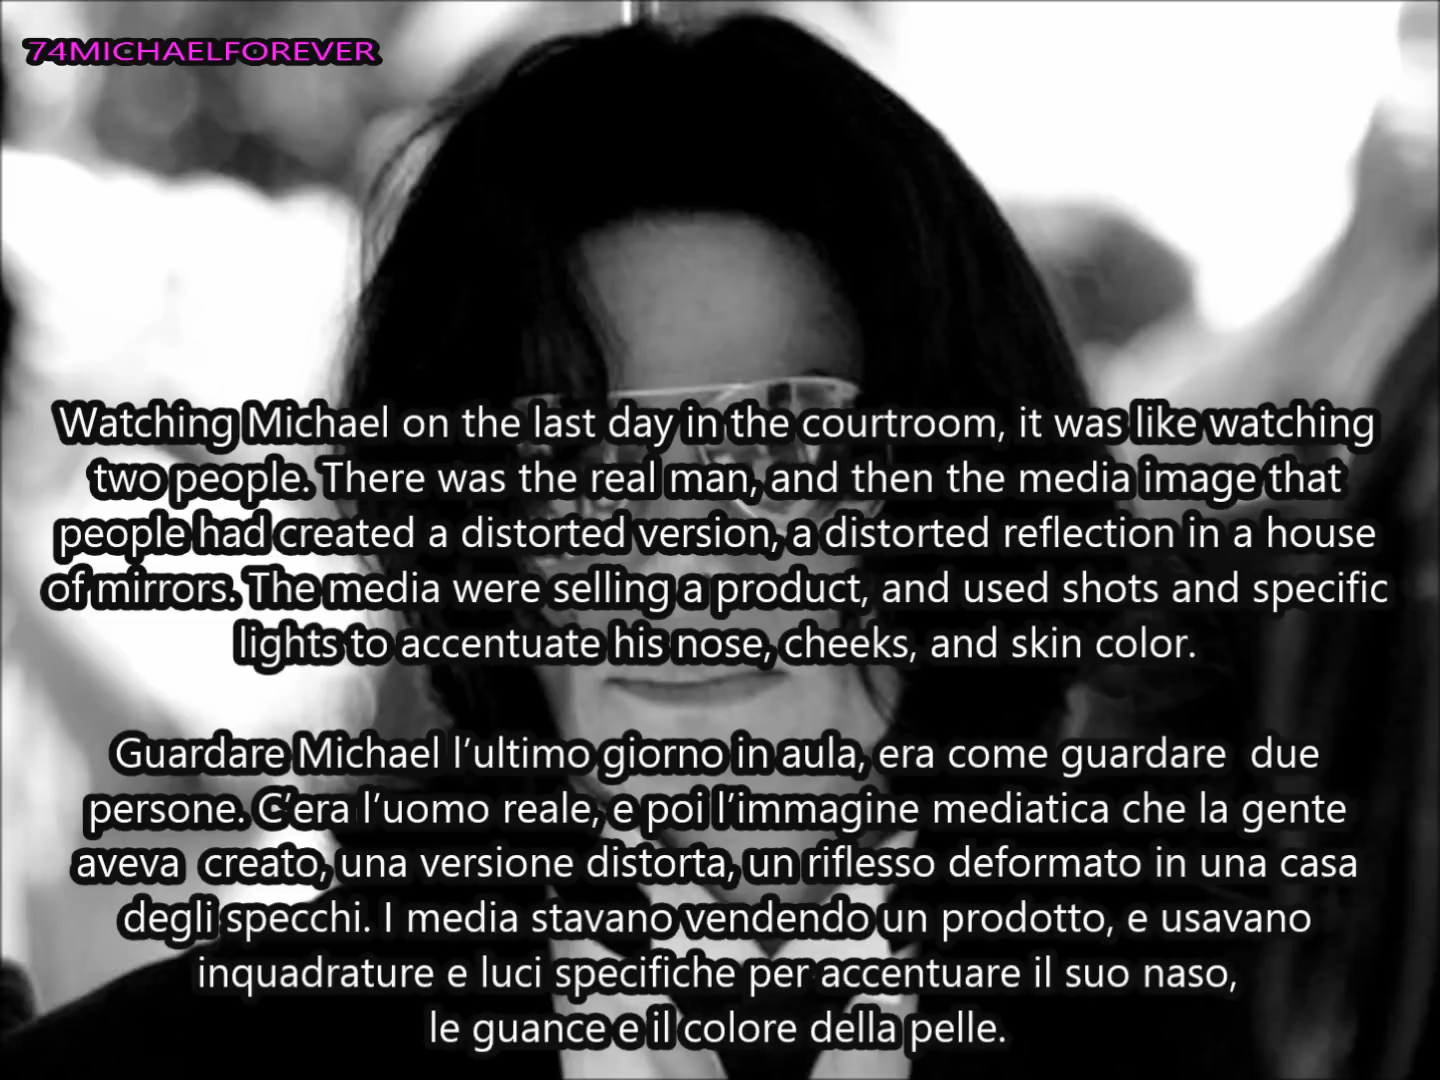 74MICHAELFOREVER
Watching Michael on the last day in the courtroom, it was like watching
two people. There was the real man, and then the media image that
people had created a distorted version, a distorted reflection in a house
of mirrors. The media were selling a product, and used shots and specific
lights to accentuate his nose, cheeks, and skin color.
Guardare Michael l’ultimo giorno in aula, era come guardare  due
persone. C’era l’uomo reale, e poi l’immagine mediatica che la gente
aveva  creato, una versione distorta, un riflesso deformato in una casa
degli specchi. I media stavano vendendo un prodotto, e usavano
inquadrature e luci specifiche per accentuare il suo naso,
le guance e il colore della pelle.